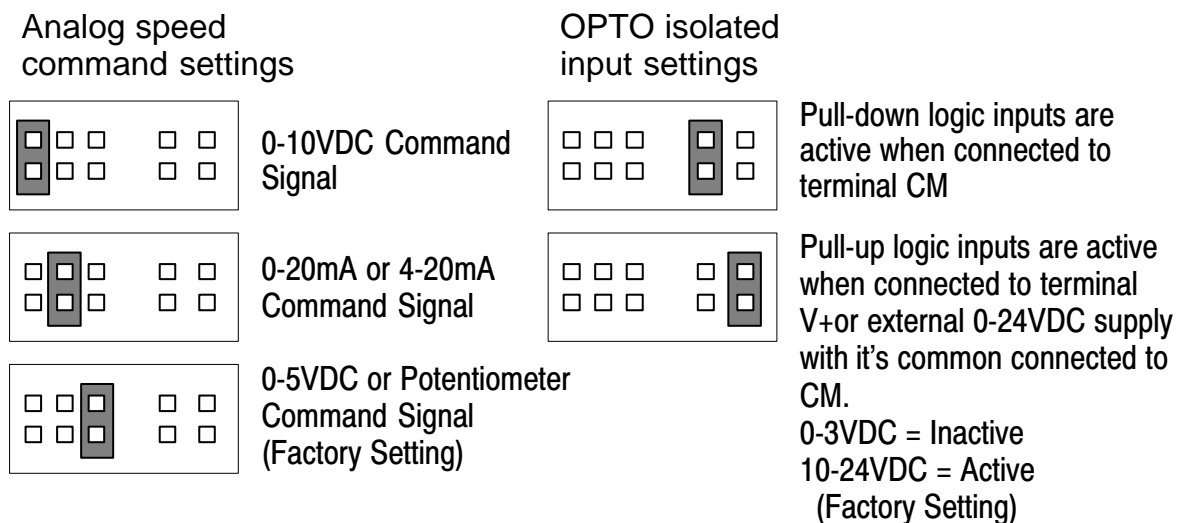 Analog speed
command settings
0-10VDC Command
Signal
0-20mA or 4-20mA
Command Signal
0-5VDC or Potentiometer
Command Signal
(Factory Setting)
OPTO isolated
input settings
Pull-down logic inputs are
active when connected to
terminal CM
Pull-up logic inputs are active
when connected to terminal
V+or external 0-24VDC supply
with it's common connected to
CM.
0-3VDC = Inactive
10-24VDC = Active
(Factory Setting)